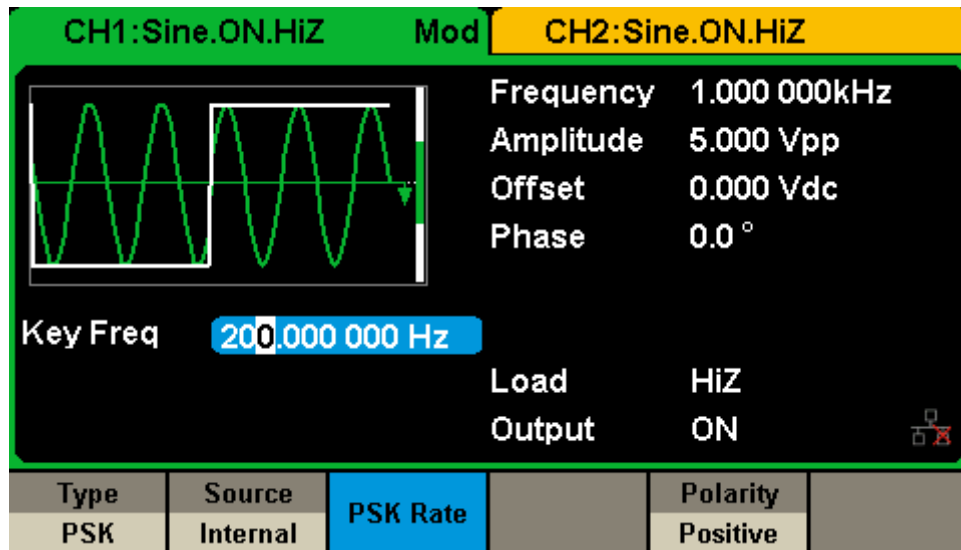 CH1:Sine.ON.HiZ Mod CH2:Sine.ON.HiZ
Frequency 1.000 000kHz
Amplitude 5.000 Vpp
Offset 0.000 Vdc
Phase 0.0 °
Key Freq 200.000 000 Hz
Load HiZ
Output ON
Type Source PSK Rate Polarity
PSK Internal Positive